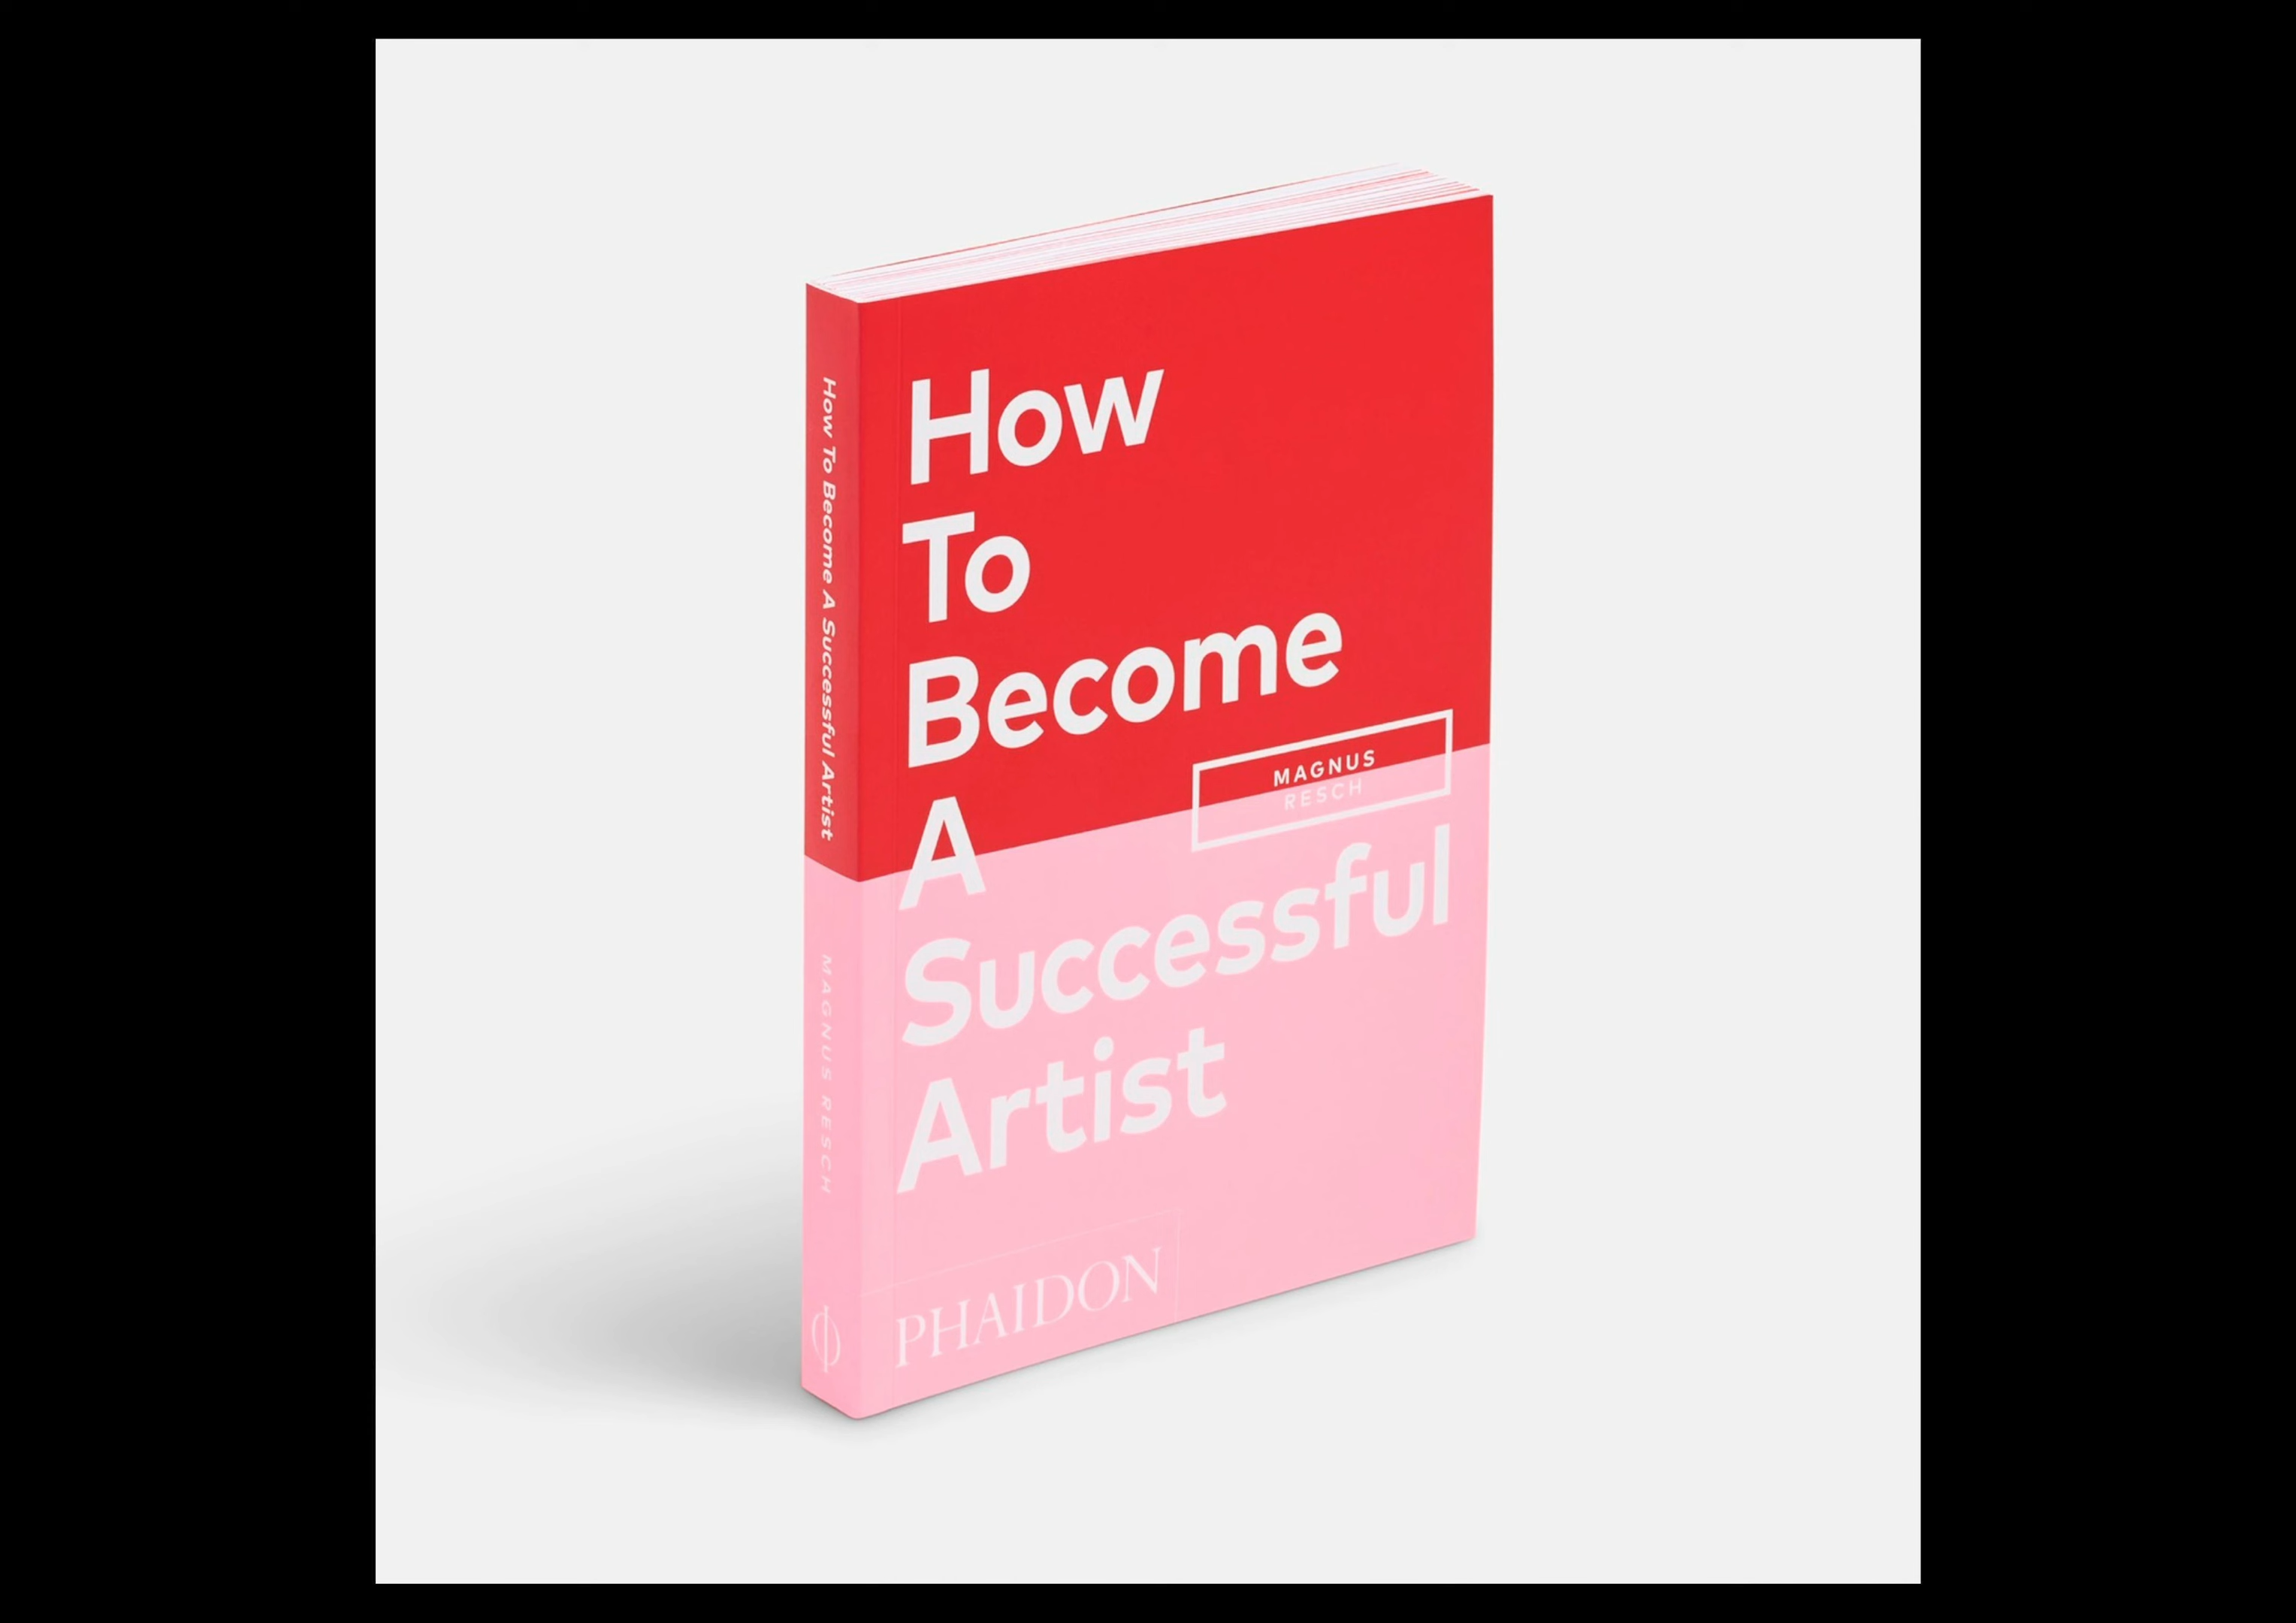 How To Become A Successful Artist
MAGNUS RESCH
How
To
Become
A
Successful
Artist
MAGNUS
RESCH
PHAIDON